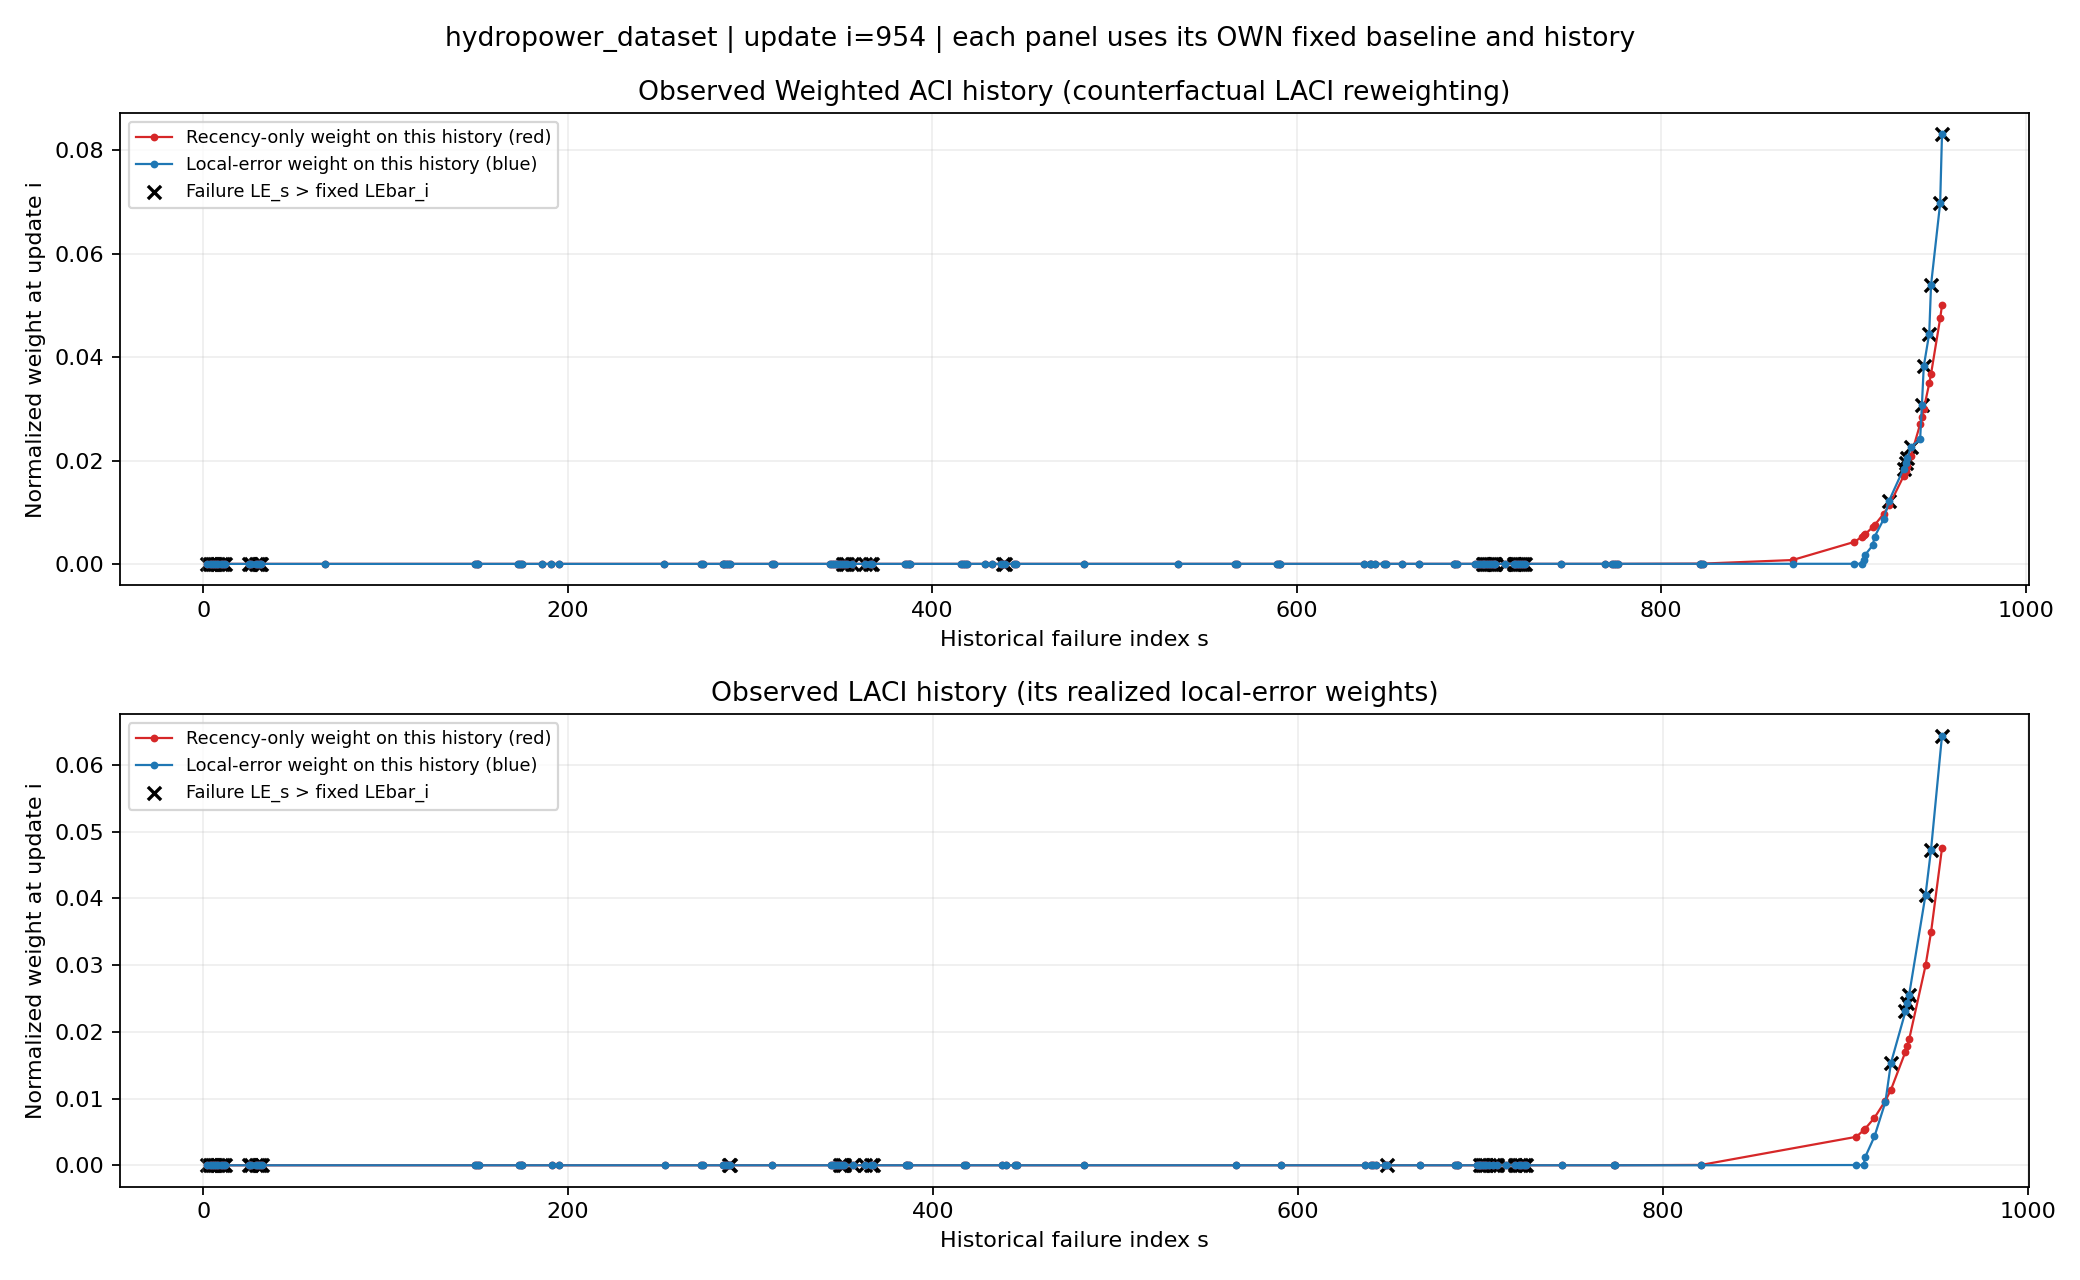 hydropower_dataset | update i=954 | each panel uses its OWN fixed baseline and history
Observed Weighted ACI history (counterfactual LACI reweighting)
Recency-only weight on this history (red)
Local-error weight on this history (blue)
Failure LE_s > fixed LEbar_i
Normalized weight at update i
0.08
0.06
0.04
0.02
0.00
0 200 400 600 800 1000
Historical failure index s
Observed LACI history (its realized local-error weights)
Recency-only weight on this history (red)
Local-error weight on this history (blue)
Failure LE_s > fixed LEbar_i
Normalized weight at update i
0.06
0.05
0.04
0.03
0.02
0.01
0.00
0 200 400 600 800 1000
Historical failure index s